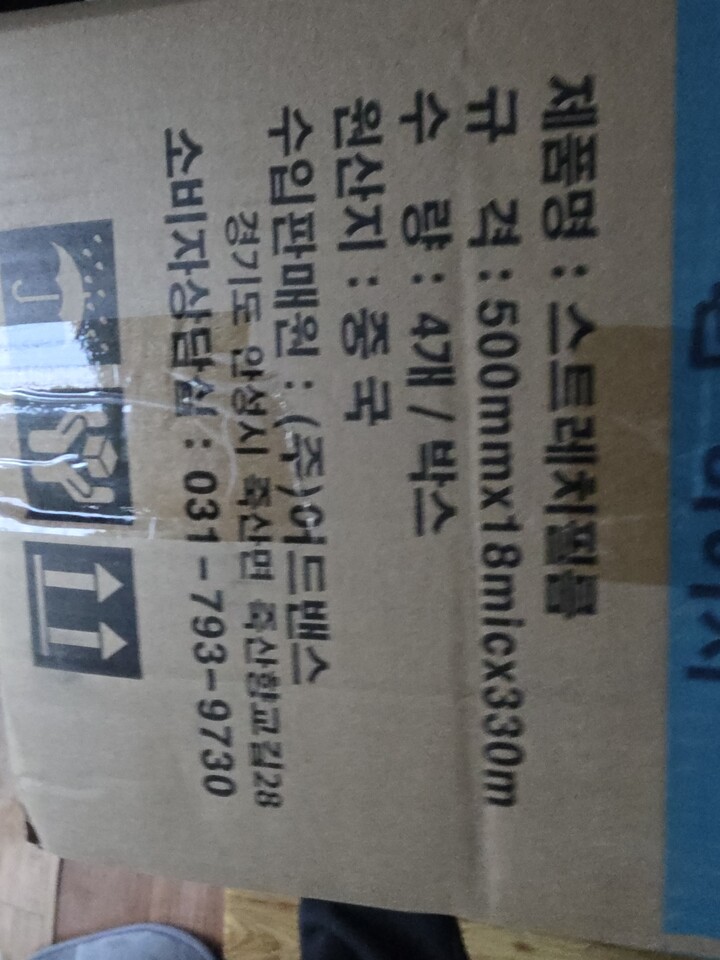 제품명 : 스트레치필름
규 격 : 500mmx18micx330m
수 량 : 4개 / 박스
원산지 : 중 국
수입판매원 : (주)어드밴스
경기도 안성시 죽산면 죽산향교길28
소비자상담실 : 031-793-9730